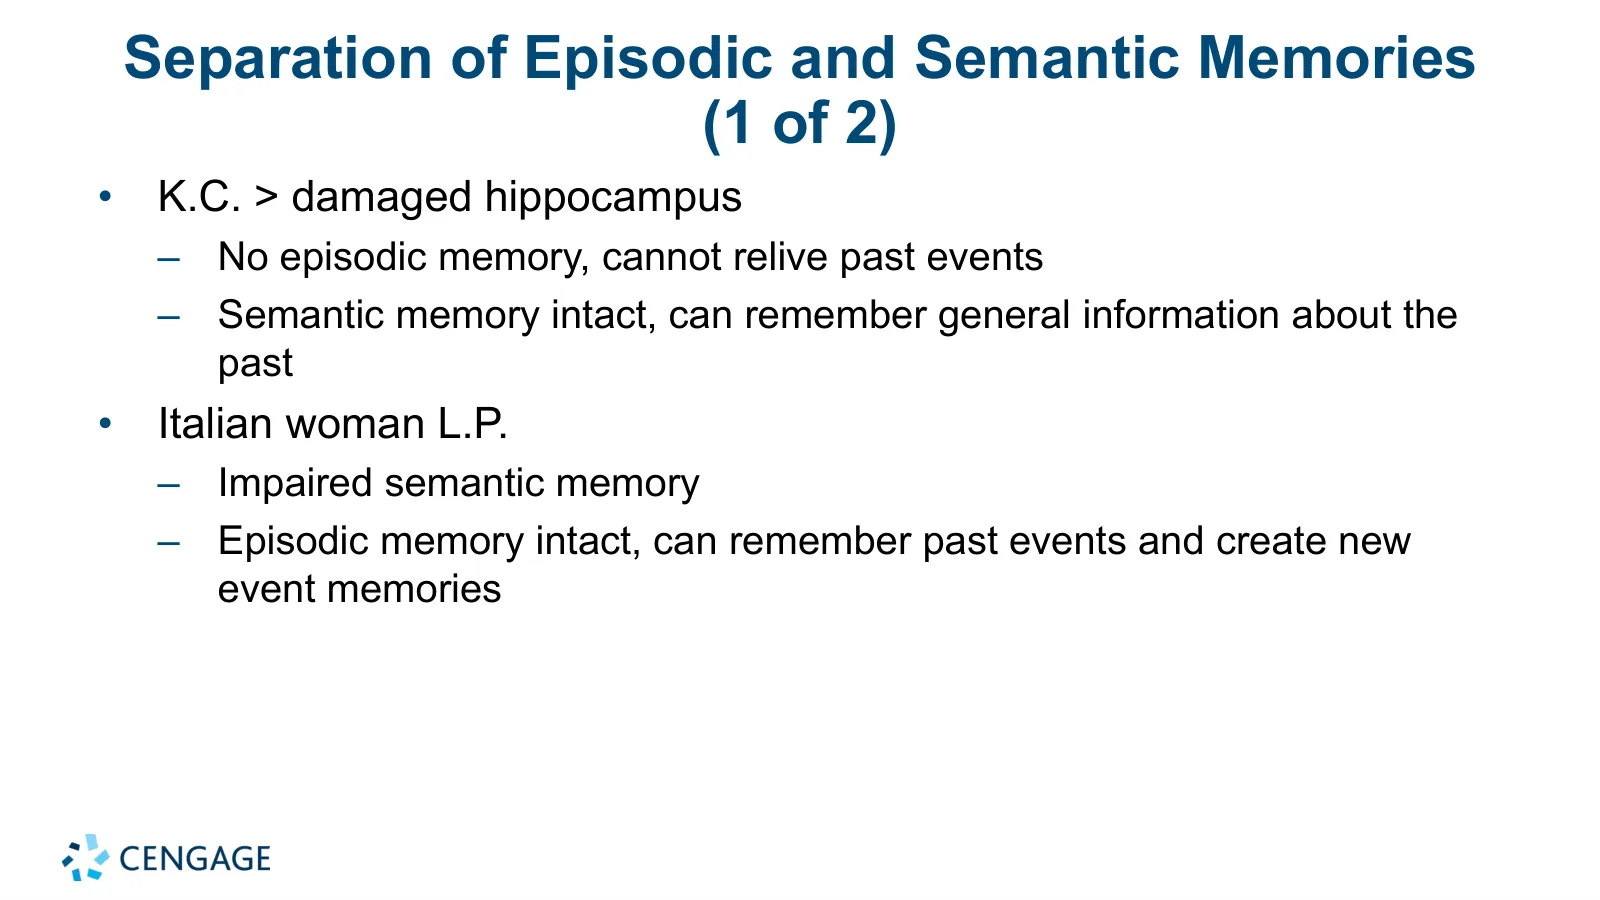 Separation of Episodic and Semantic Memories
(1 of 2)
• K.C. > damaged hippocampus
– No episodic memory, cannot relive past events
– Semantic memory intact, can remember general information about the
past
• Italian woman L.P.
– Impaired semantic memory
– Episodic memory intact, can remember past events and create new
event memories
CENGAGE